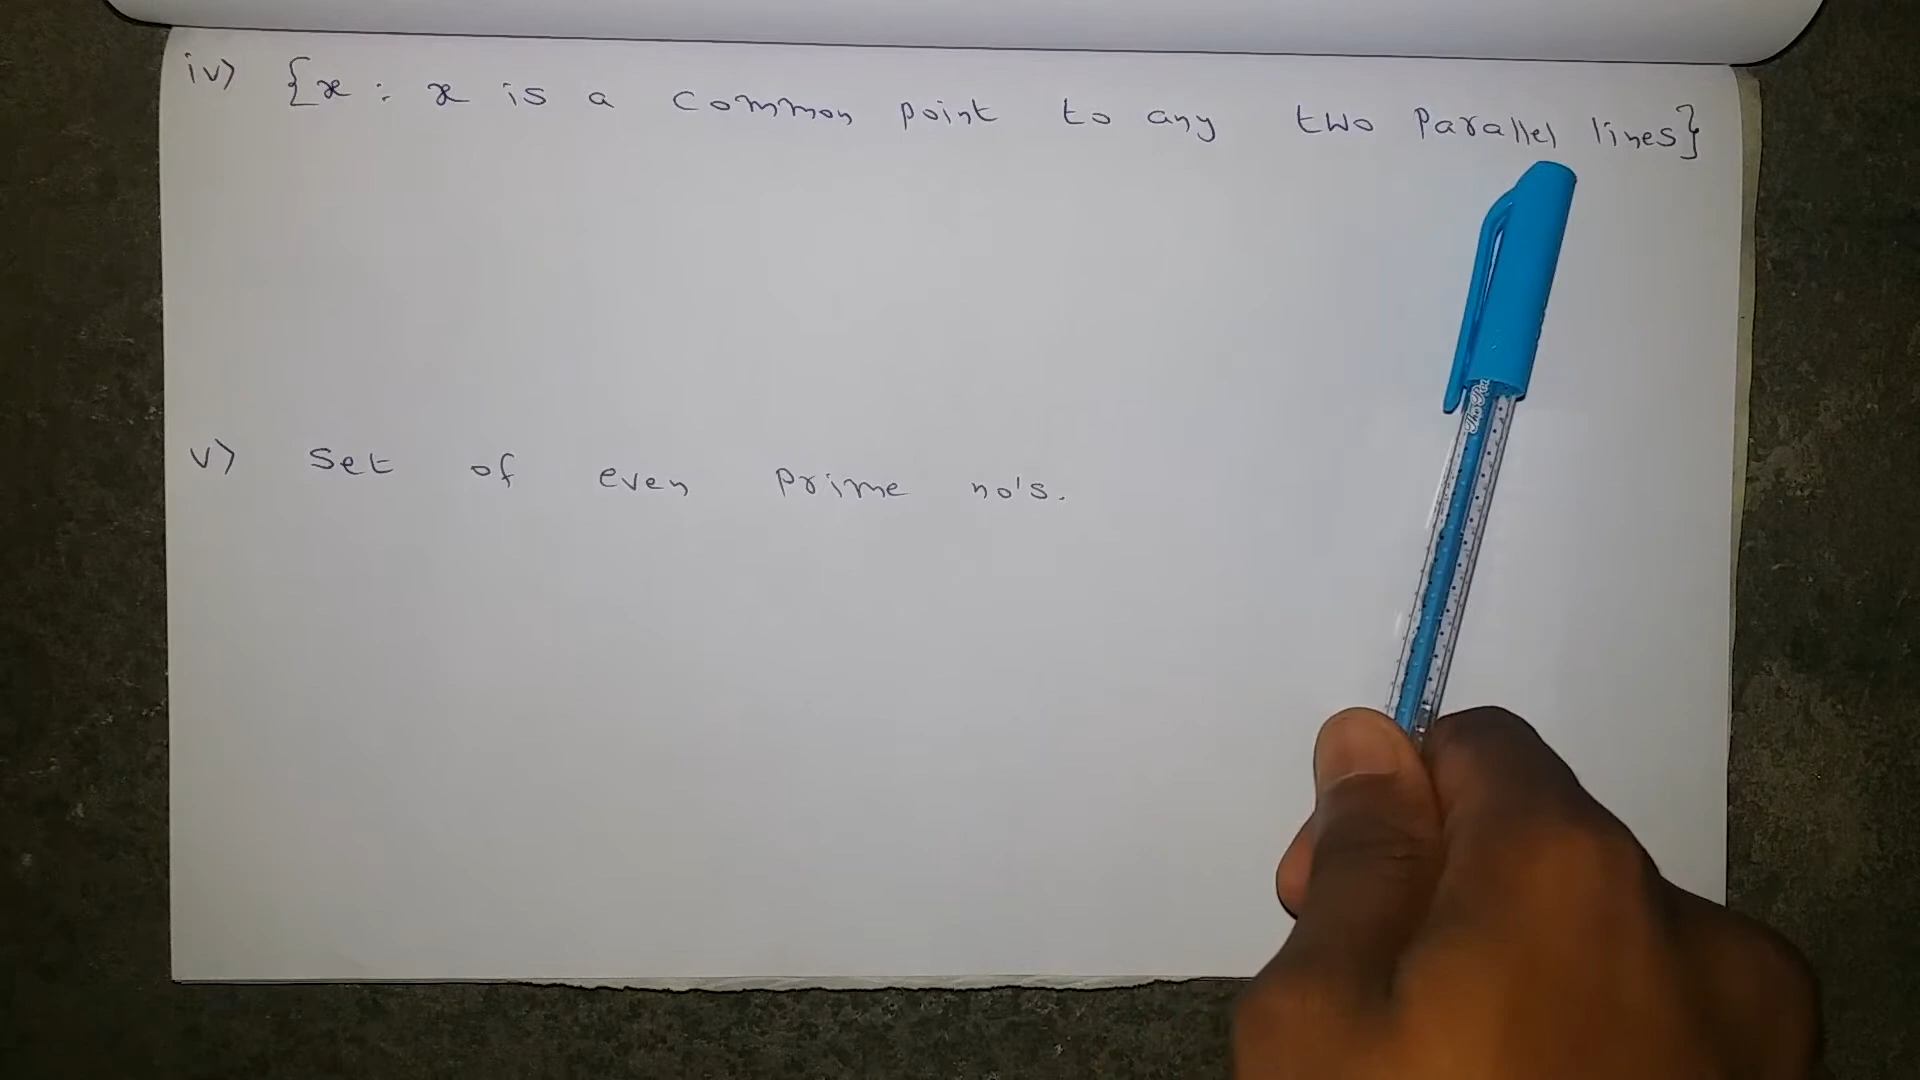 iv) {x : x is a common point to any two parallel lines}
v) Set of even prime no's.